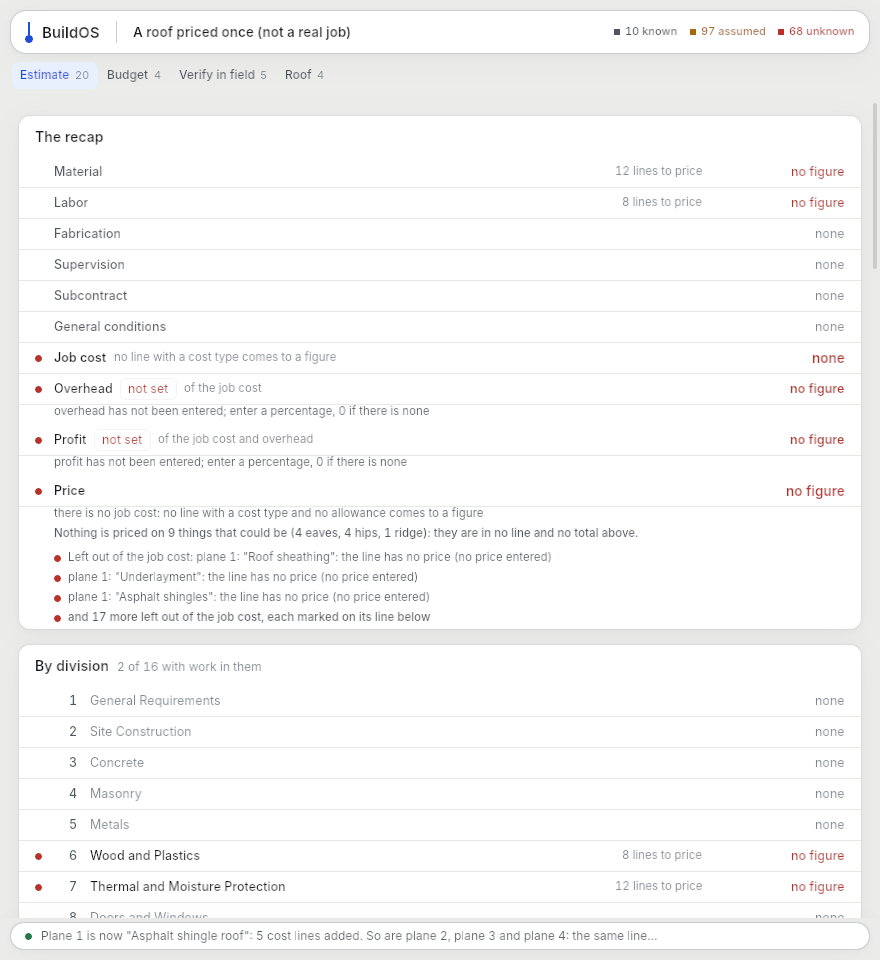 BuildOS A roof priced once (not a real job) 10 known 97 assumed 68 unknown
Estimate 20 Budget 4 Verify in field 5 Roof 4
The recap
Material 12 lines to price no figure
Labor 8 lines to price no figure
Fabrication none
Supervision none
Subcontract none
General conditions none
Job cost no line with a cost type comes to a figure none
Overhead not set of the job cost no figure
overhead has not been entered; enter a percentage, 0 if there is none
Profit not set of the job cost and overhead no figure
profit has not been entered; enter a percentage, 0 if there is none
Price no figure
there is no job cost: no line with a cost type and no allowance comes to a figure
Nothing is priced on 9 things that could be (4 eaves, 4 hips, 1 ridge): they are in no line and no total above.
Left out of the job cost: plane 1: "Roof sheathing": the line has no price (no price entered)
plane 1: "Underlayment": the line has no price (no price entered)
plane 1: "Asphalt shingles": the line has no price (no price entered)
and 17 more left out of the job cost, each marked on its line below
By division 2 of 16 with work in them
1 General Requirements none
2 Site Construction none
3 Concrete none
4 Masonry none
5 Metals none
6 Wood and Plastics 8 lines to price no figure
7 Thermal and Moisture Protection 12 lines to price no figure
8 Doors and Windows none
Plane 1 is now "Asphalt shingle roof": 5 cost lines added. So are plane 2, plane 3 and plane 4: the same line...